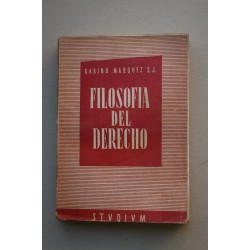 GABINO MARQUEZ S.J.
FILOSOFIA
DEL
DERECHO
STVDIVM